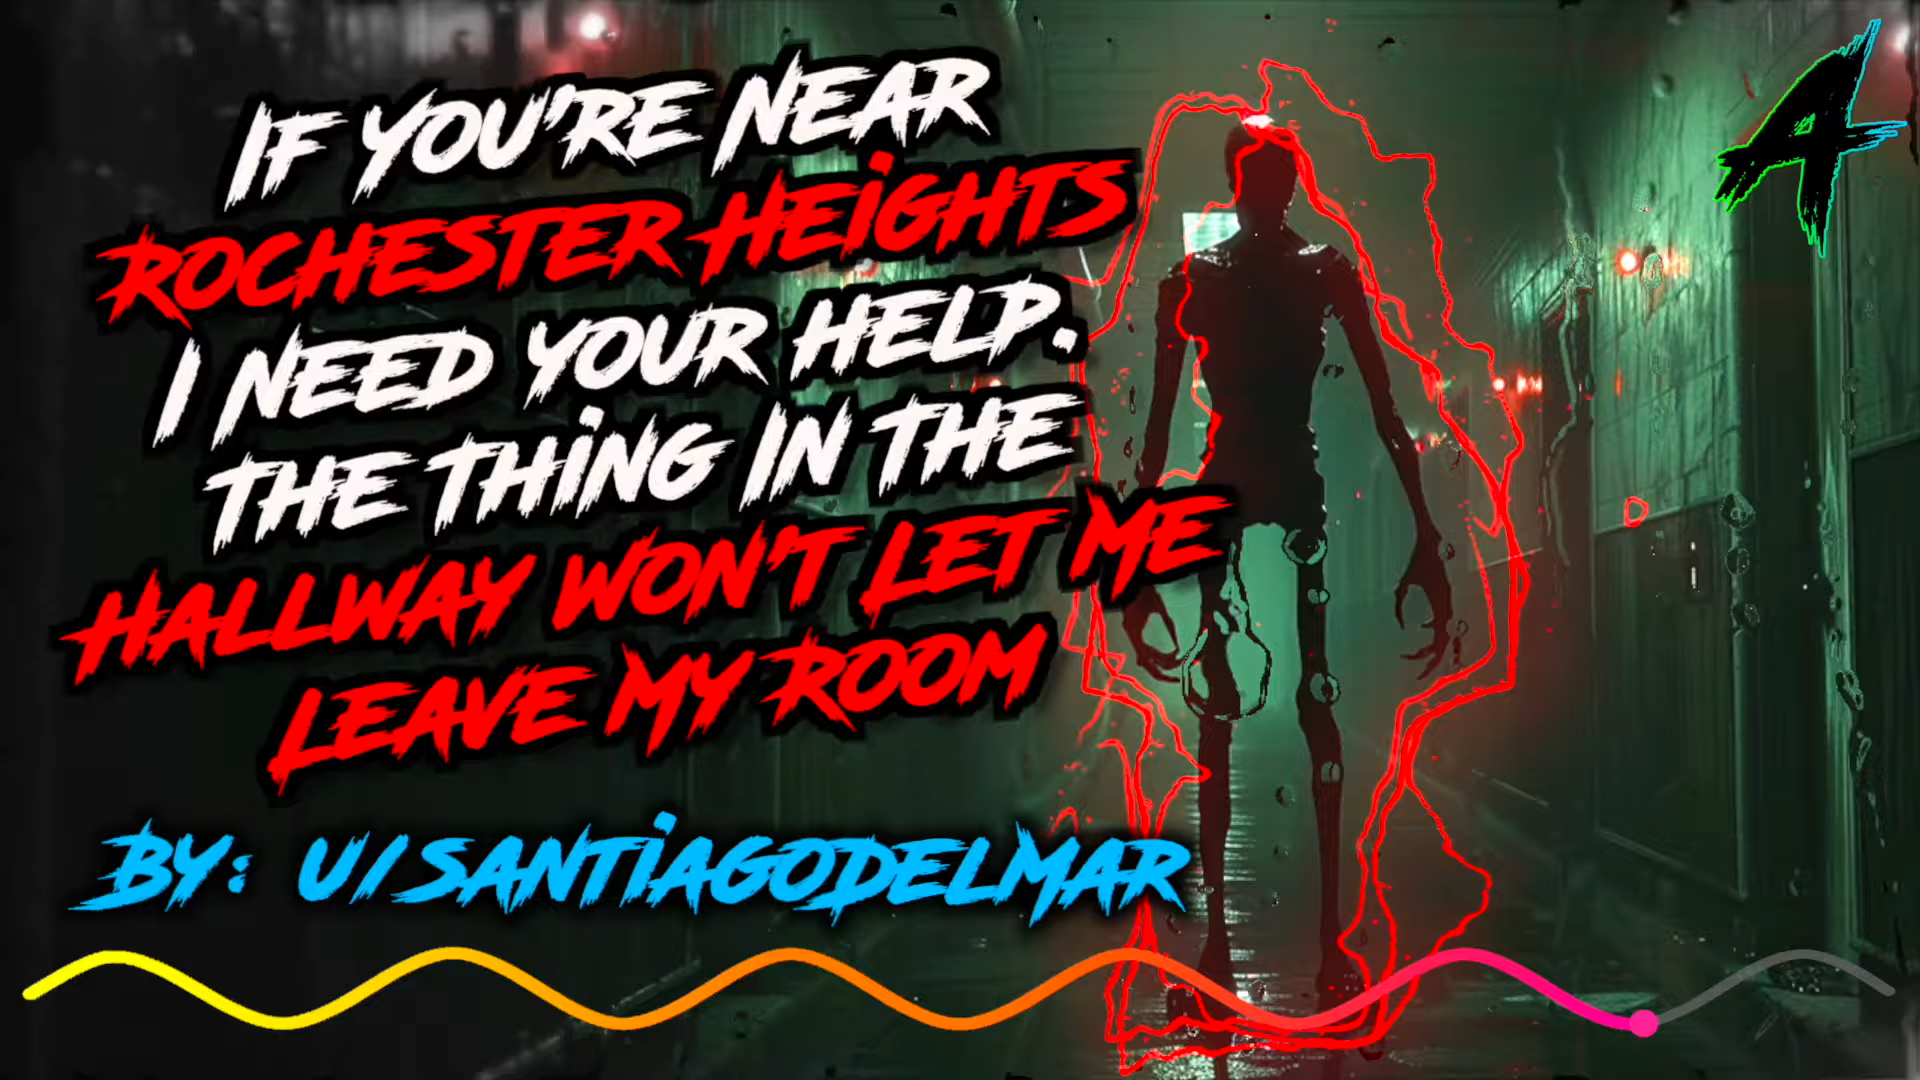 IF YOU'RE NEAR
ROCHESTER HEIGHTS
I NEED YOUR HELP.
THE THING IN THE
HALLWAY WON'T LET ME
LEAVE MY ROOM
BY: U/SANTIAGODELMAR
A